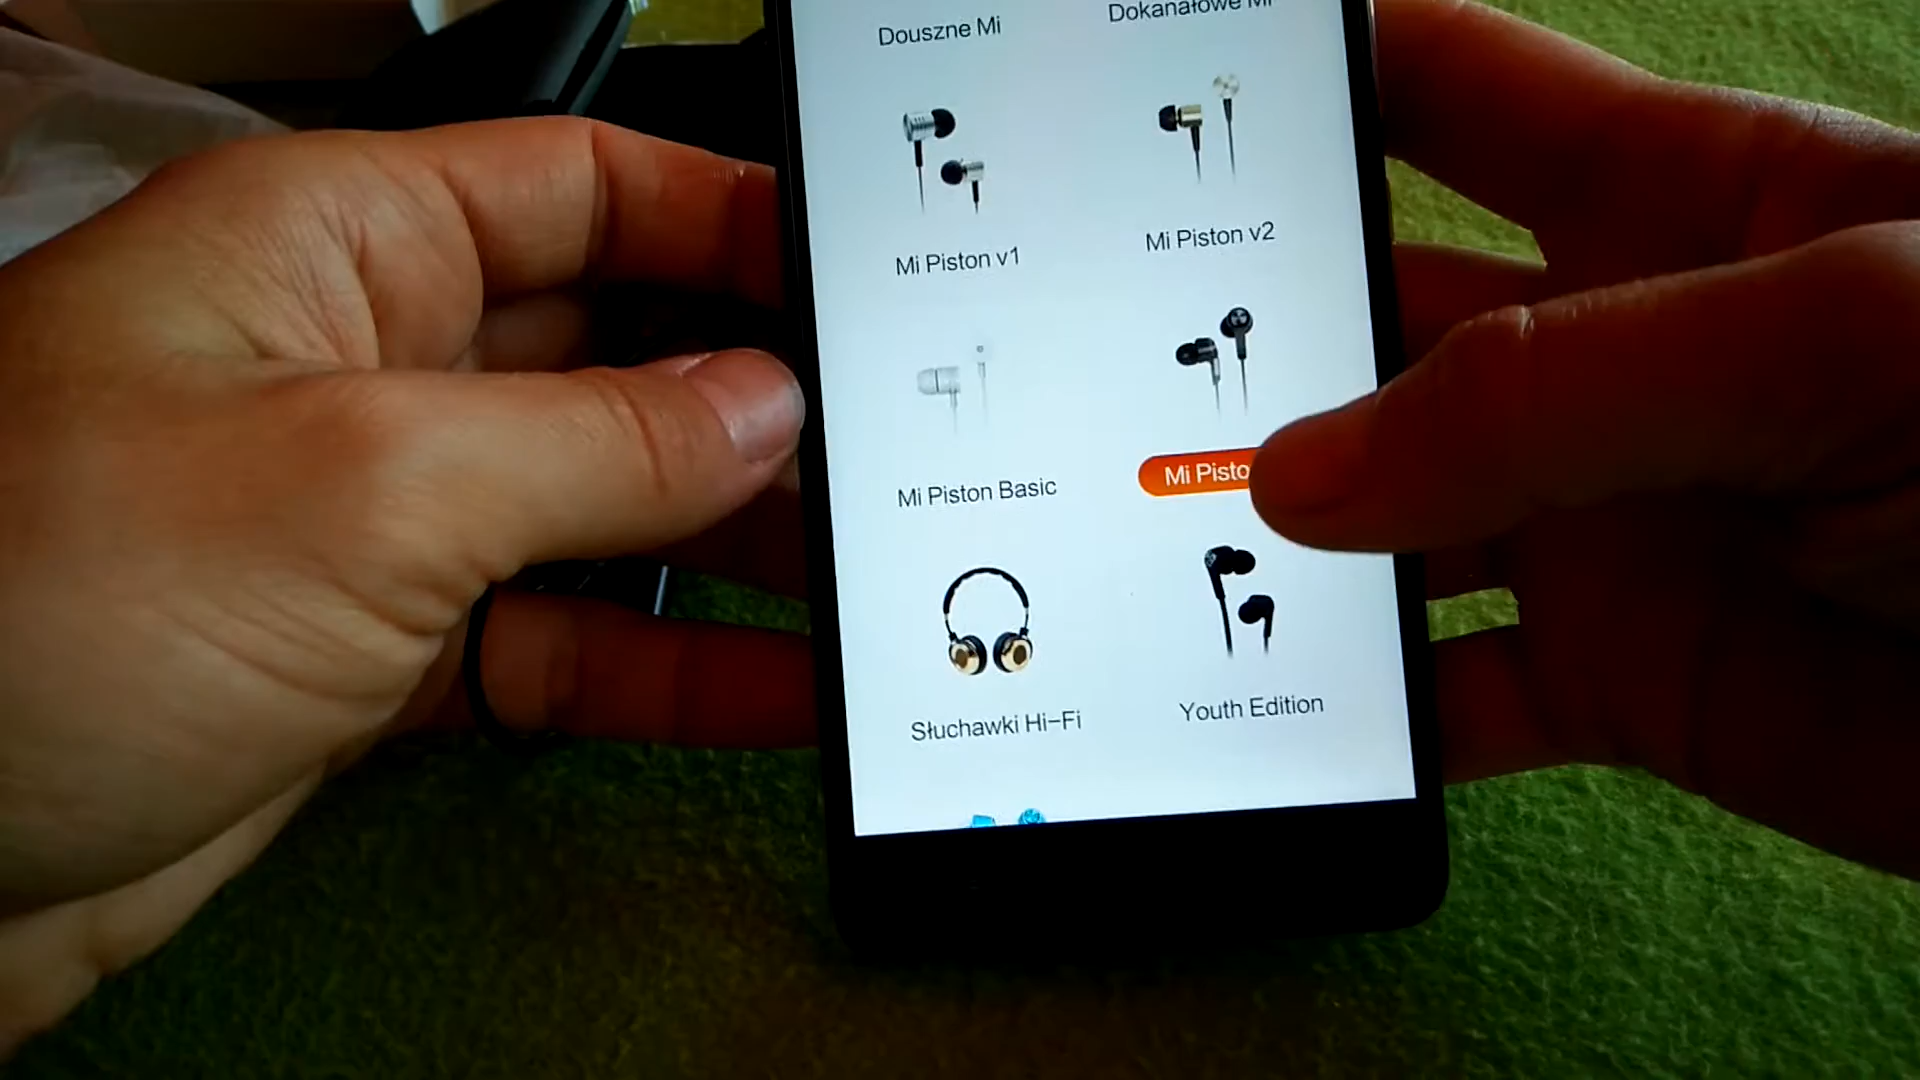 Douszne Mi
Dokanałowe Mi
Mi Piston v1
Mi Piston v2
Mi Piston Basic
Mi Pisto
Słuchawki Hi-Fi
Youth Edition